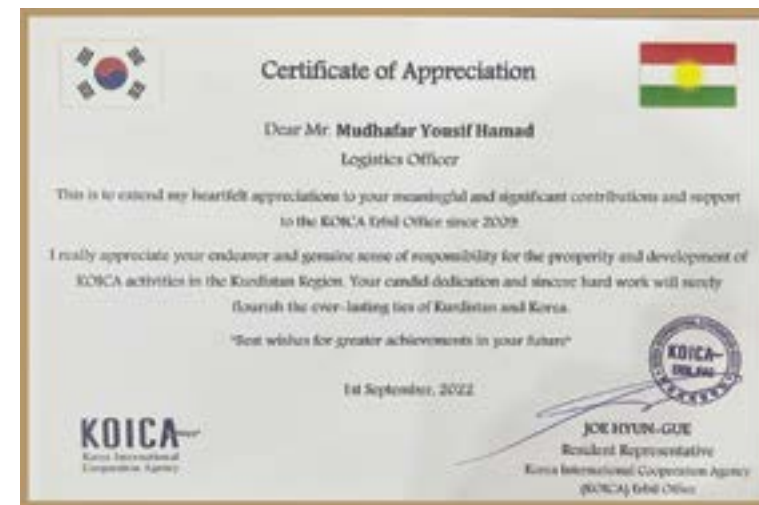 Certificate of Appreciation
Dear Mr. Mudhafar Yousif Hamad
Logistics Officer
This is to extend my heartfelt appreciations to your meaningful and significant contributions and support
to the KOICA Erbil Office since 2009.
I really appreciate your endeavor and genuine sense of responsibility for the prosperity and development of
KOICA activities in the Kurdistan Region. Your candid dedication and sincere hard work will surely
flourish the ever-lasting ties of Kurdistan and Korea.
"Best wishes for greater achievements in your future"
1st September, 2022
KOICA
Korea International
Cooperation Agency
KOICA-
JOE HYUN-GUE
Resident Representative
Korea International Cooperation Agency
(KOICA) Erbil Office